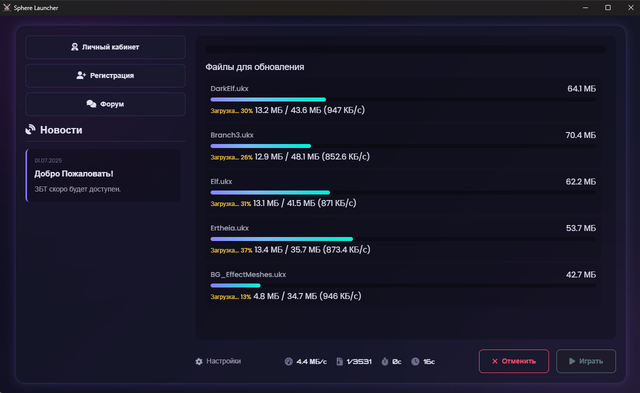 Sphere Launcher
Личный кабинет
Регистрация
Форум
Новости
01.07.2025
Добро Пожаловать!
ЗБТ скоро будет доступен.
Файлы для обновления
DarkElf.ukx 64.1 МБ
Загрузка... 30% 13.2 МБ / 43.6 МБ (947 КБ/с)
Branch3.ukx 70.4 МБ
Загрузка... 26% 12.9 МБ / 48.1 МБ (852.6 КБ/с)
Elf.ukx 62.2 МБ
Загрузка... 31% 13.1 МБ / 41.5 МБ (871 КБ/с)
Ertheia.ukx 53.7 МБ
Загрузка... 37% 13.4 МБ / 35.7 МБ (873.4 КБ/с)
BG_EffectMeshes.ukx 42.7 МБ
Загрузка... 13% 4.8 МБ / 34.7 МБ (946 КБ/с)
Настройки 4.4 МБ/с 1/3531 0с 16с Отменить Играть